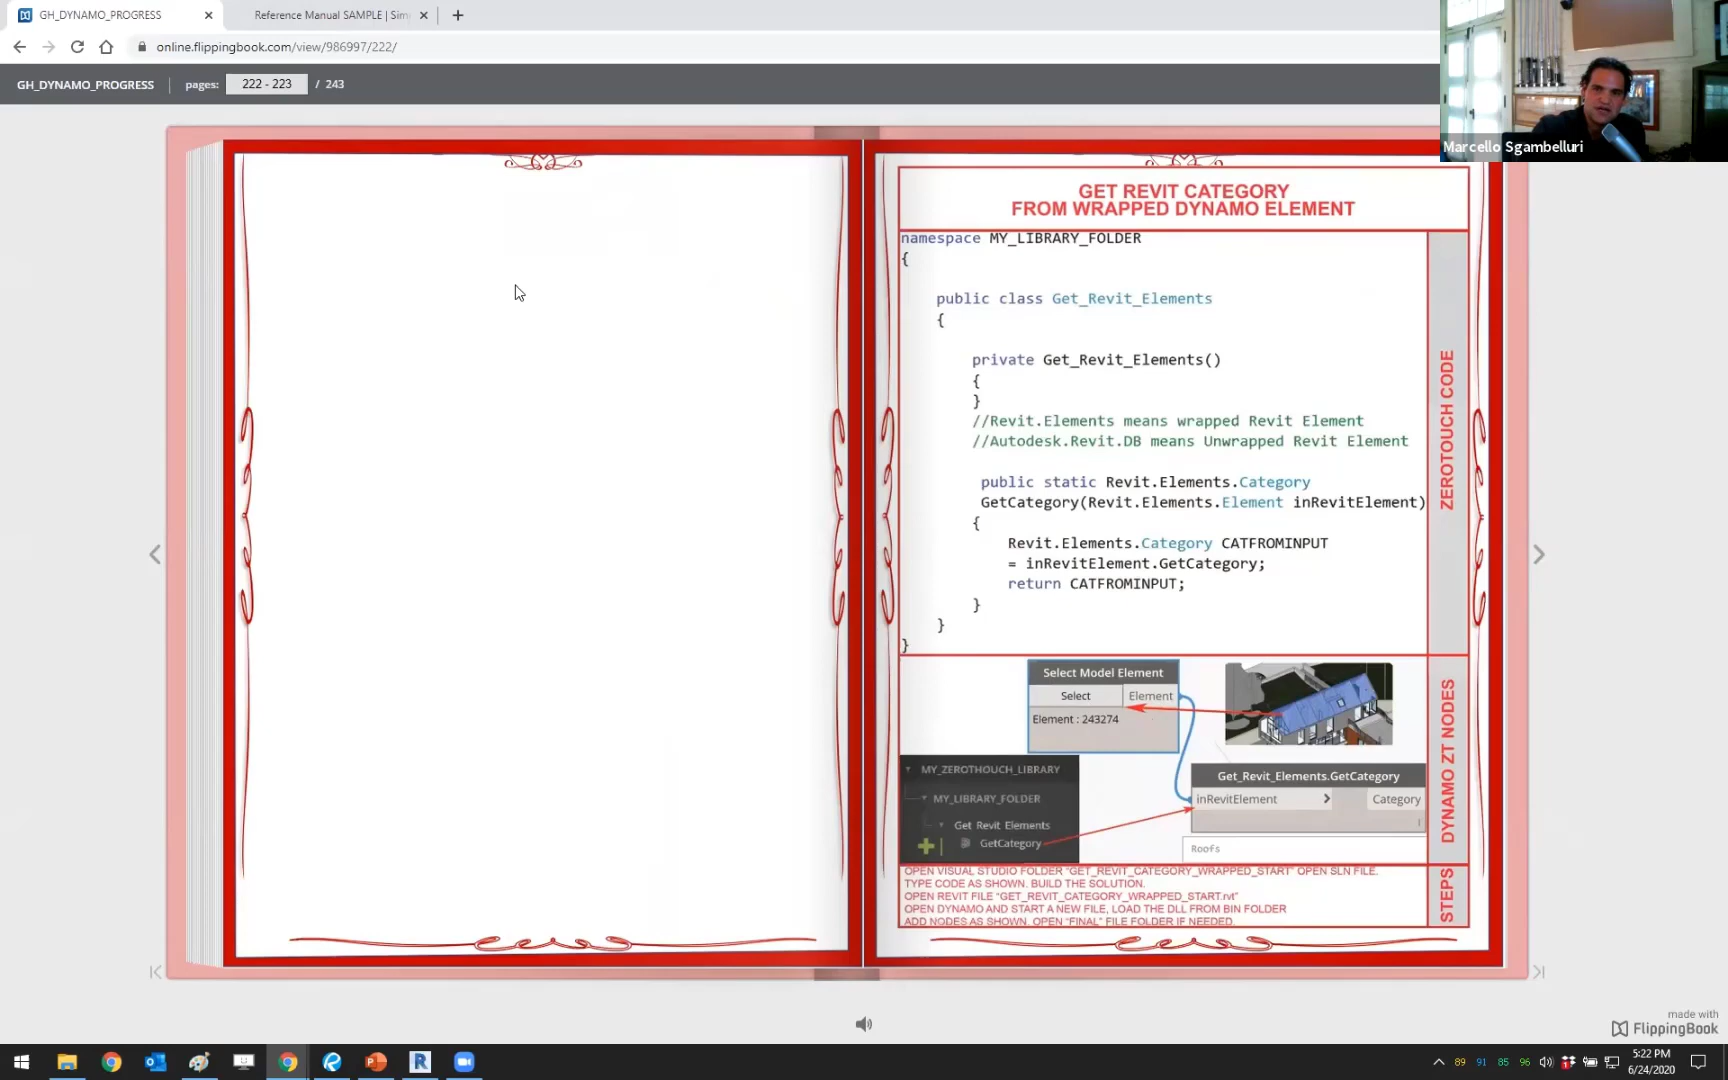 GH_DYNAMO_PROGRESS
Reference Manual SAMPLE | Sim
online.flippingbook.com/view/986997/222/
GH_DYNAMO_PROGRESS
pages:
222 - 223
/ 243
Marcello Sgambelluri
GET REVIT CATEGORY
FROM WRAPPED DYNAMO ELEMENT
namespace MY_LIBRARY_FOLDER
{
public class Get_Revit_Elements
{
private Get_Revit_Elements()
{
}
//Revit.Elements means wrapped Revit Element
//Autodesk.Revit.DB means Unwrapped Revit Element
public static Revit.Elements.Category
GetCategory(Revit.Elements.Element inRevitElement)
{
Revit.Elements.Category CATFROMINPUT
= inRevitElement.GetCategory;
return CATFROMINPUT;
}
}
}
ZEROTOUCH CODE
Select Model Element
Select
Element
Element : 243274
MY_ZEROTHOUCH_LIBRARY
MY_LIBRARY_FOLDER
Get Revit Elements
GetCategory
Get_Revit_Elements.GetCategory
inRevitElement >
Category
Roofs
DYNAMO ZT NODES
OPEN VISUAL STUDIO FOLDER "GET_REVIT_CATEGORY_WRAPPED_START" OPEN SLN FILE.
TYPE CODE AS SHOWN. BUILD THE SOLUTION.
OPEN REVIT FILE "GET_REVIT_CATEGORY_WRAPPED_START.rvt"
OPEN DYNAMO AND START A NEW FILE, LOAD THE DLL FROM BIN FOLDER
ADD NODES AS SHOWN. OPEN "FINAL" FILE FOLDER IF NEEDED.
STEPS
made with
FlippingBook
89 91 85 96
5:22 PM
6/24/2020